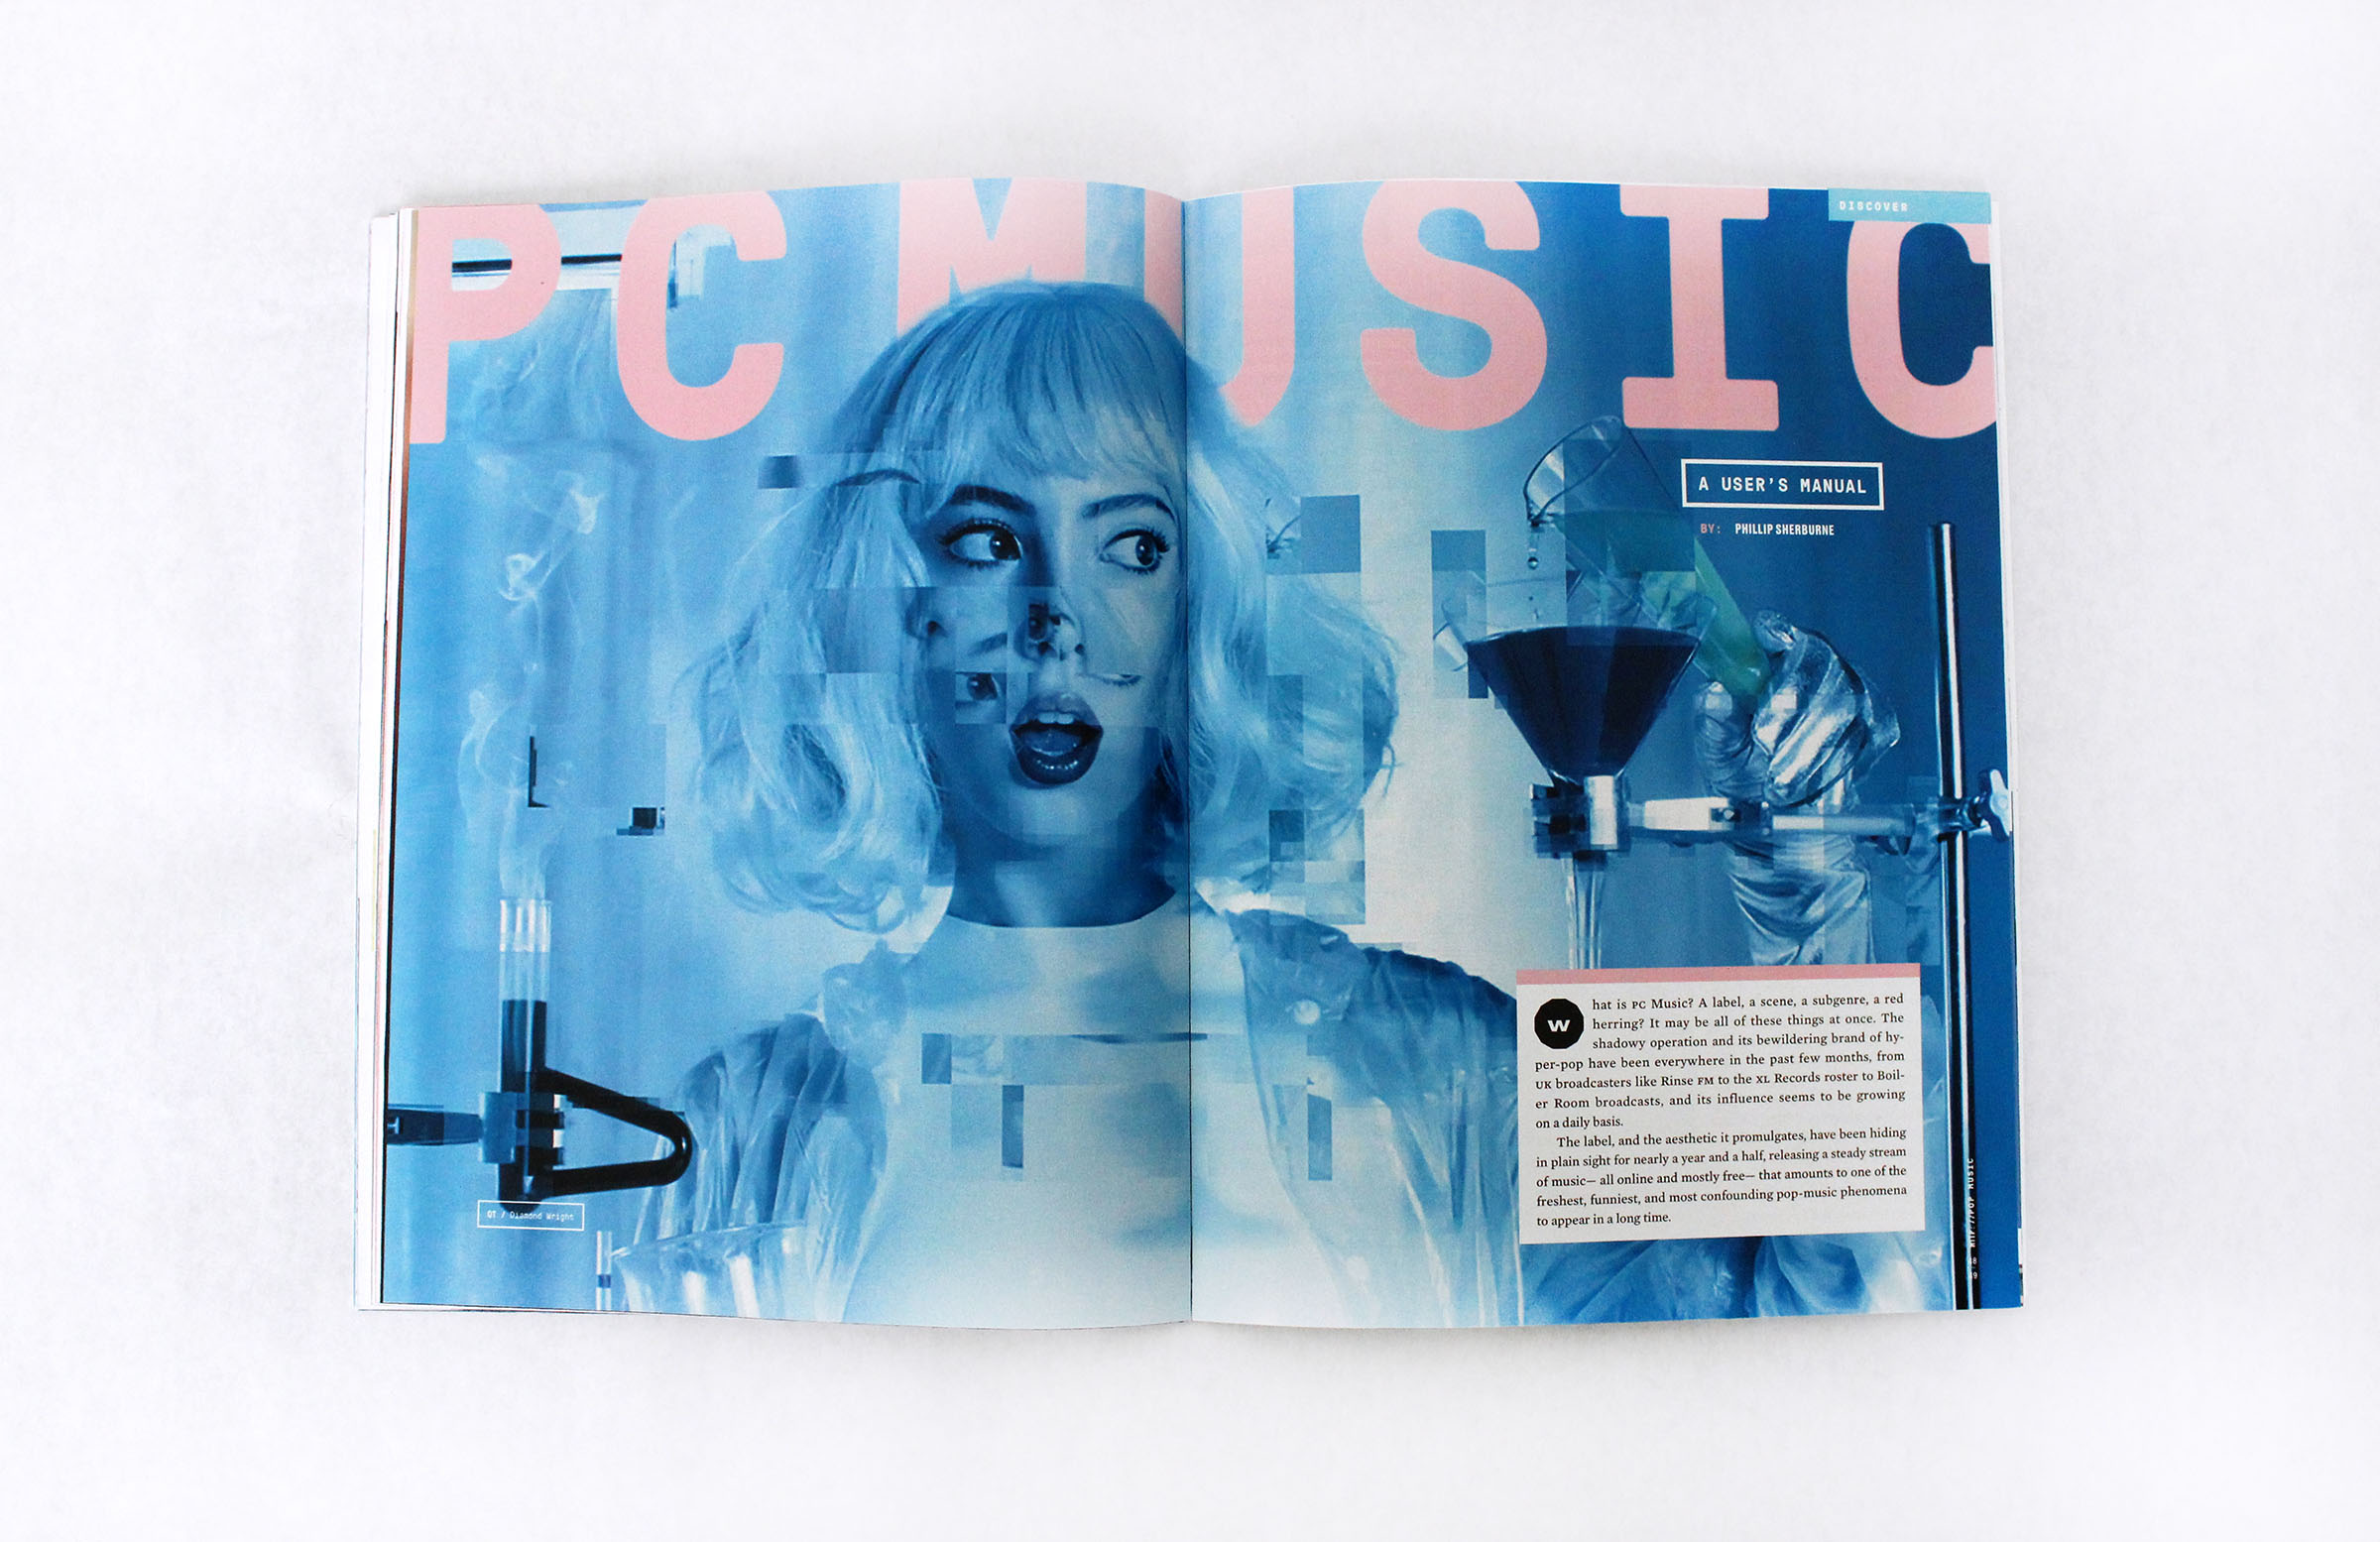 PC MUSIC
DISCOVER
A USER'S MANUAL
BY: PHILLIP SHERBURNE
What is PC Music? A label, a scene, a subgenre, a red
herring? It may be all of these things at once. The
shadowy operation and its bewildering brand of hy-
per-pop have been everywhere in the past few months, from
UK broadcasters like Rinse FM to the XL Records roster to Boil-
er Room broadcasts, and its influence seems to be growing
on a daily basis.
The label, and the aesthetic it promulgates, have been hiding
in plain sight for nearly a year and a half, releasing a steady stream
of music— all online and mostly free— that amounts to one of the
freshest, funniest, and most confounding pop-music phenomena
to appear in a long time.
QT / Diamond Wright
POP MUSIC